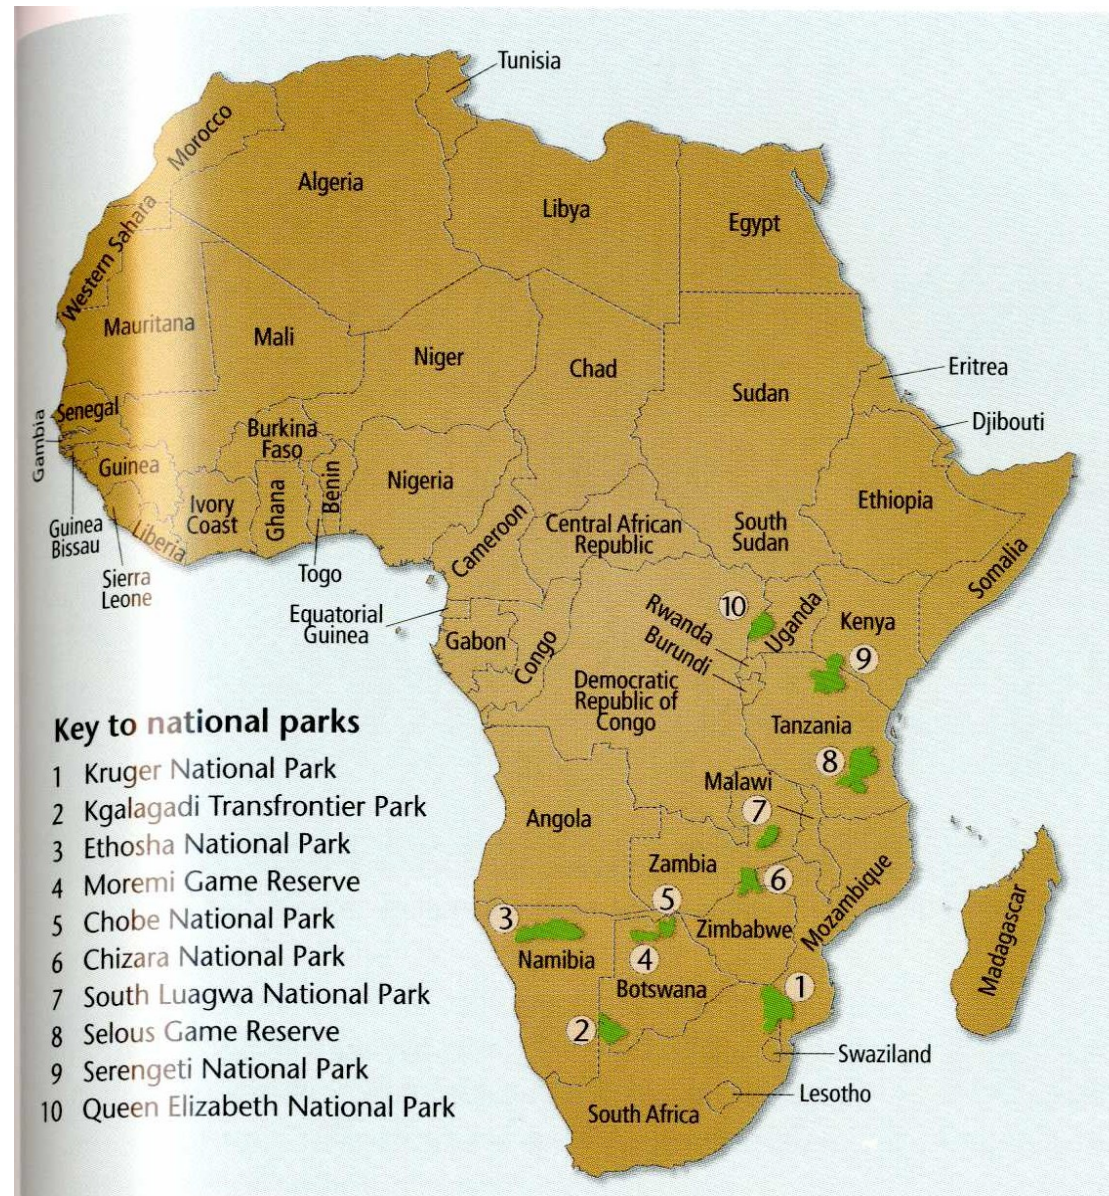 Tunisia
Morocco
Algeria
Libya
Egypt
Western Sahara
Mauritana
Mali
Niger
Chad
Sudan
Eritrea
Djibouti
Senegal
Gambia
Burkina
Faso
Guinea
Benin
Nigeria
Ethiopia
Ivory
Coast
Ghana
Guinea
Bissau
Liberia
Cameroon
Central African
Republic
South
Sudan
Somalia
Sierra
Leone
Togo
Equatorial
Guinea
Gabon
Congo
Rwanda
Burundi
10
Uganda
Kenya
9
Democratic
Republic of
Congo
Tanzania
8
Malawi
7
Angola
Zambia
6
5
Mozambique
3
Namibia
4
Zimbabwe
Botswana
1
2
Madagascar
Swaziland
Lesotho
South Africa
Key to national parks
1 Kruger National Park
2 Kgalagadi Transfrontier Park
3 Ethosha National Park
4 Moremi Game Reserve
5 Chobe National Park
6 Chizara National Park
7 South Luagwa National Park
8 Selous Game Reserve
9 Serengeti National Park
10 Queen Elizabeth National Park